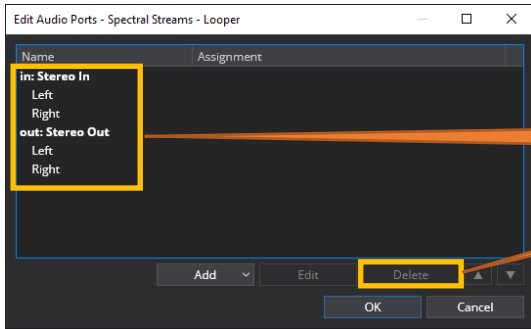 Edit Audio Ports - Spectral Streams - Looper
Name Assignment
in: Stereo In
Left
Right
out: Stereo Out
Left
Right
Add Edit Delete
OK Cancel